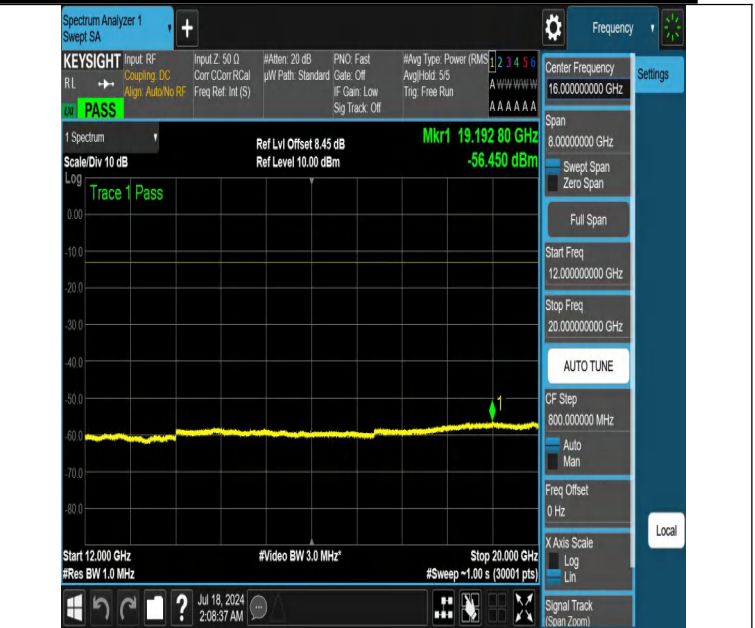 Spectrum Analyzer 1
Swept SA
Frequency
KEYSIGHT
RL
PASS
Input: RF
Coupling: DC
Align: Auto/No RF
Input Z: 50 Ω
Corr CCorr RCal
Freq Ref: Int (S)
#Atten: 20 dB
µW Path: Standard
PNO: Fast
Gate: Off
IF Gain: Low
Sig Track: Off
#Avg Type: Power (RMS
Avg|Hold: 5/5
Trig: Free Run
1 2 3 4 5 6
A W W W W W
A A A A A A
1 Spectrum
Scale/Div 10 dB
Ref Lvl Offset 8.45 dB
Ref Level 10.00 dBm
Mkr1 19.192 80 GHz
-56.450 dBm
Log
Trace 1 Pass
0.00
-10.0
-20.0
-30.0
-40.0
-50.0
-60.0
-70.0
-80.0
1
Start 12.000 GHz
#Res BW 1.0 MHz
#Video BW 3.0 MHz*
Stop 20.000 GHz
#Sweep ~1.00 s (30001 pts)
Jul 18, 2024
2:08:37 AM
Center Frequency
16.000000000 GHz
Settings
Span
8.00000000 GHz
Swept Span
Zero Span
Full Span
Start Freq
12.000000000 GHz
Stop Freq
20.000000000 GHz
AUTO TUNE
CF Step
800.000000 MHz
Auto
Man
Freq Offset
0 Hz
X Axis Scale
Log
Lin
Local
Signal Track
(Span Zoom)